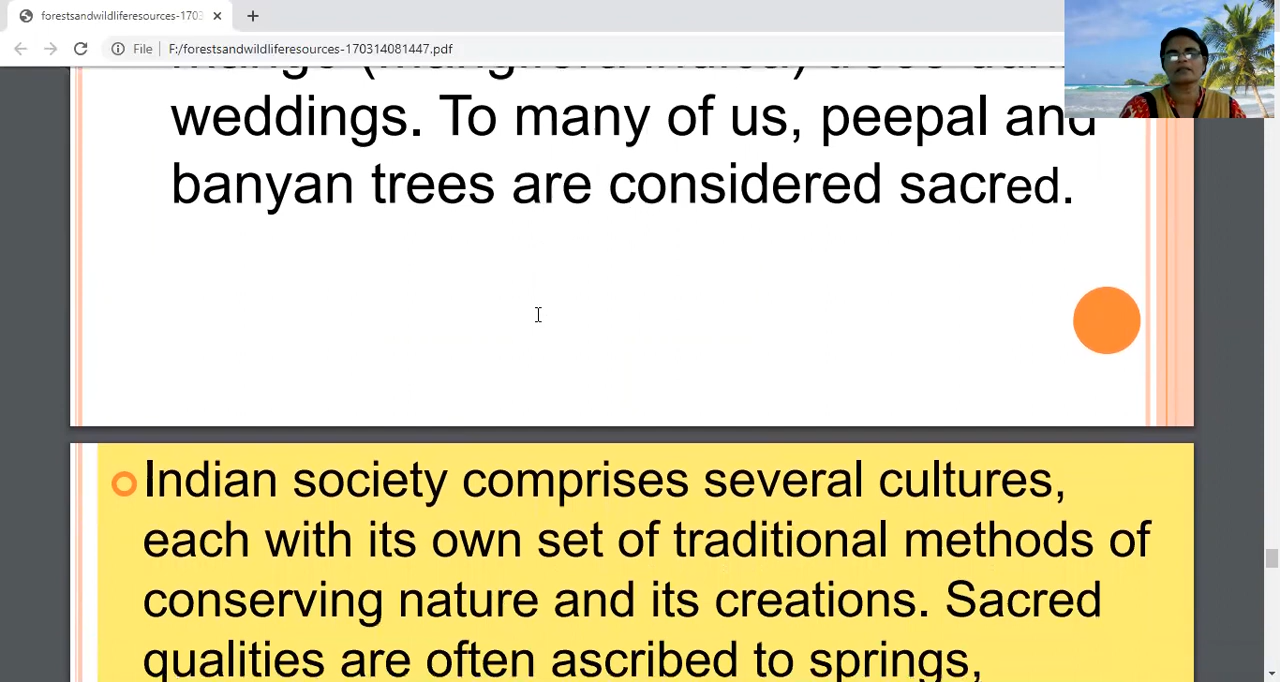 forestsandwildliferesources-1703
File F:/forestsandwildliferesources-170314081447.pdf
weddings. To many of us, peepal and
banyan trees are considered sacred.
Indian society comprises several cultures,
each with its own set of traditional methods of
conserving nature and its creations. Sacred
qualities are often ascribed to springs,